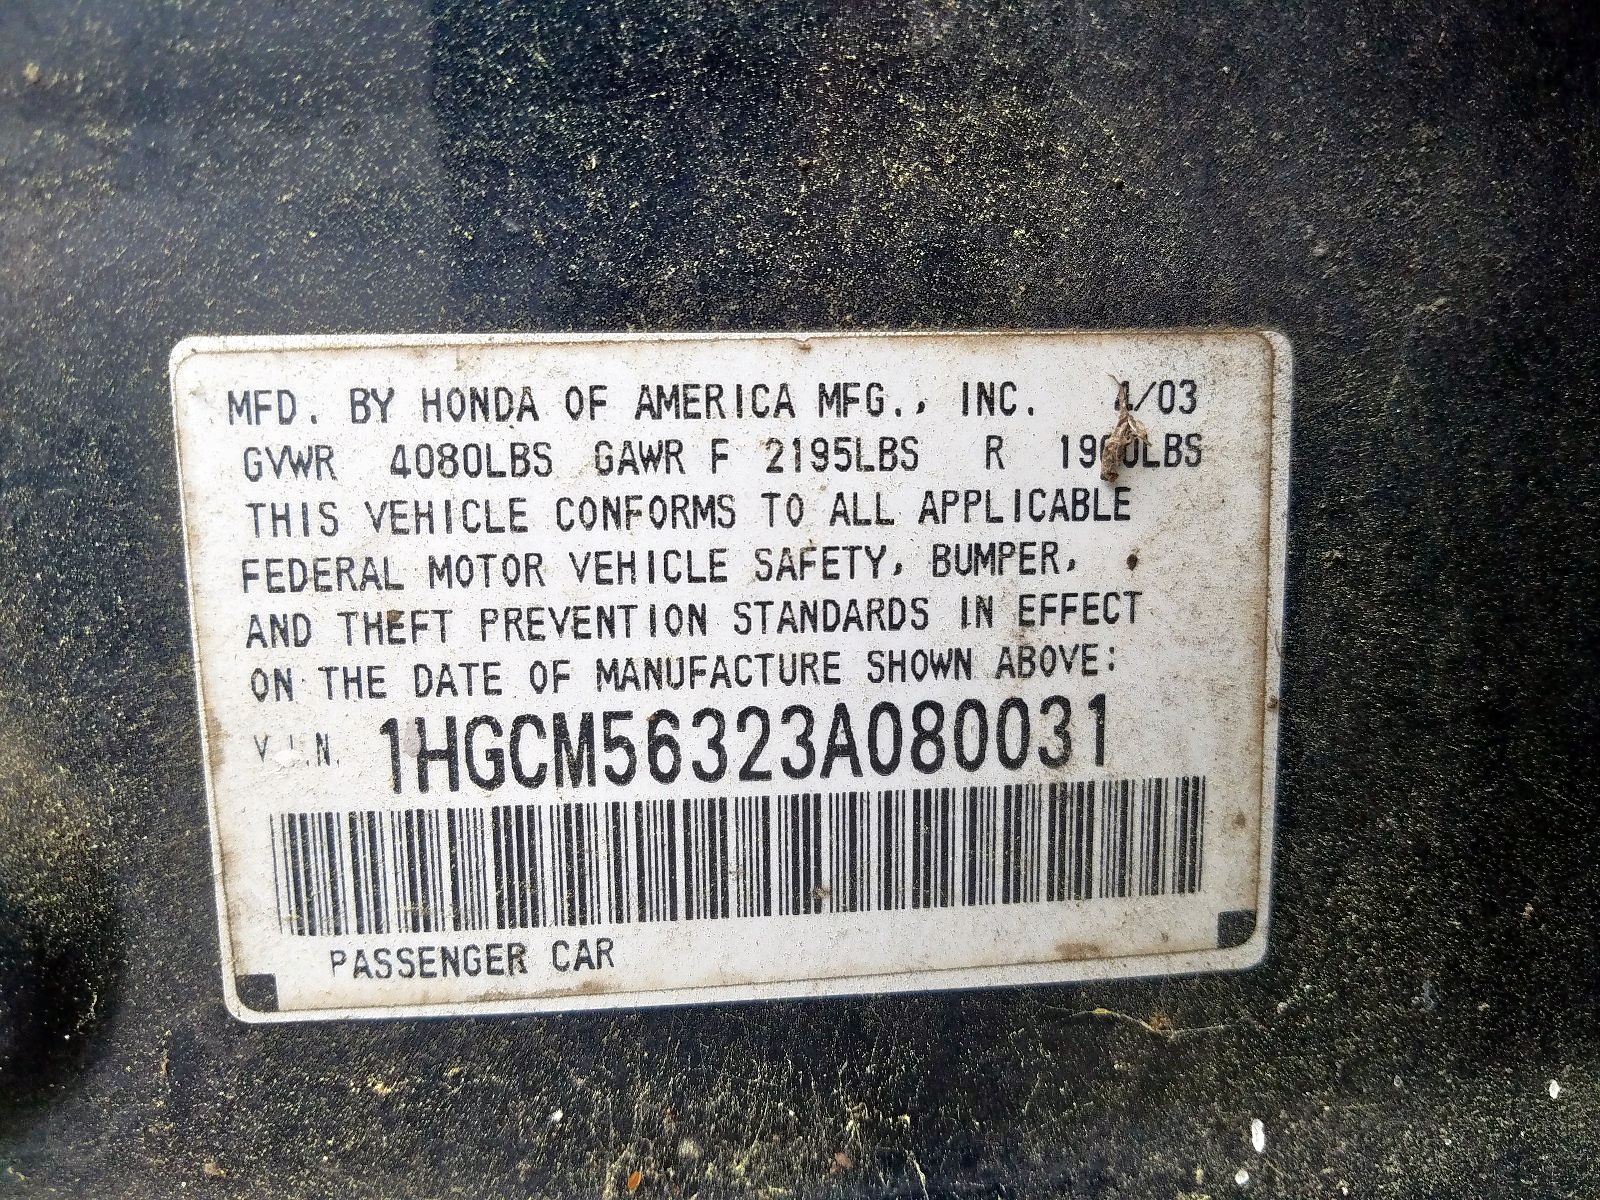 MFD. BY HONDA OF AMERICA MFG., INC. 4/03
GVWR 4080LBS GAWR F 2195LBS R
THIS VEHICLE CONFORMS TO ALL APPLICABLE
FEDERAL MOTOR VEHICLE SAFETY, BUMPER,
AND THEFT PREVENTION STANDARDS IN EFFECT
ON THE DATE OF MANUFACTURE SHOWN ABOVE:
V.I.N. 1HGCM56323A080031
PASSENGER CAR